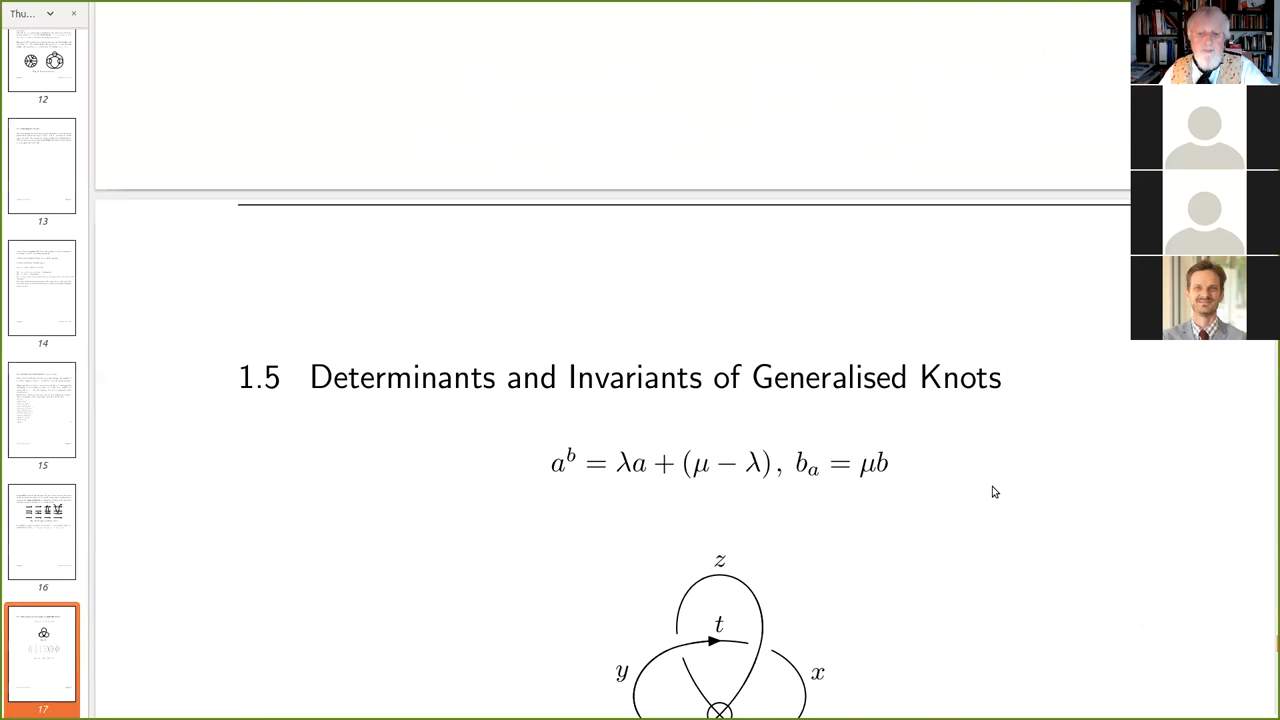 Thu...
12
13
14
15
16
17
1.5 Determinants and Invariants of Generalised Knots
a^b = λa + (μ − λ), b_a = μb
z
t
y
x